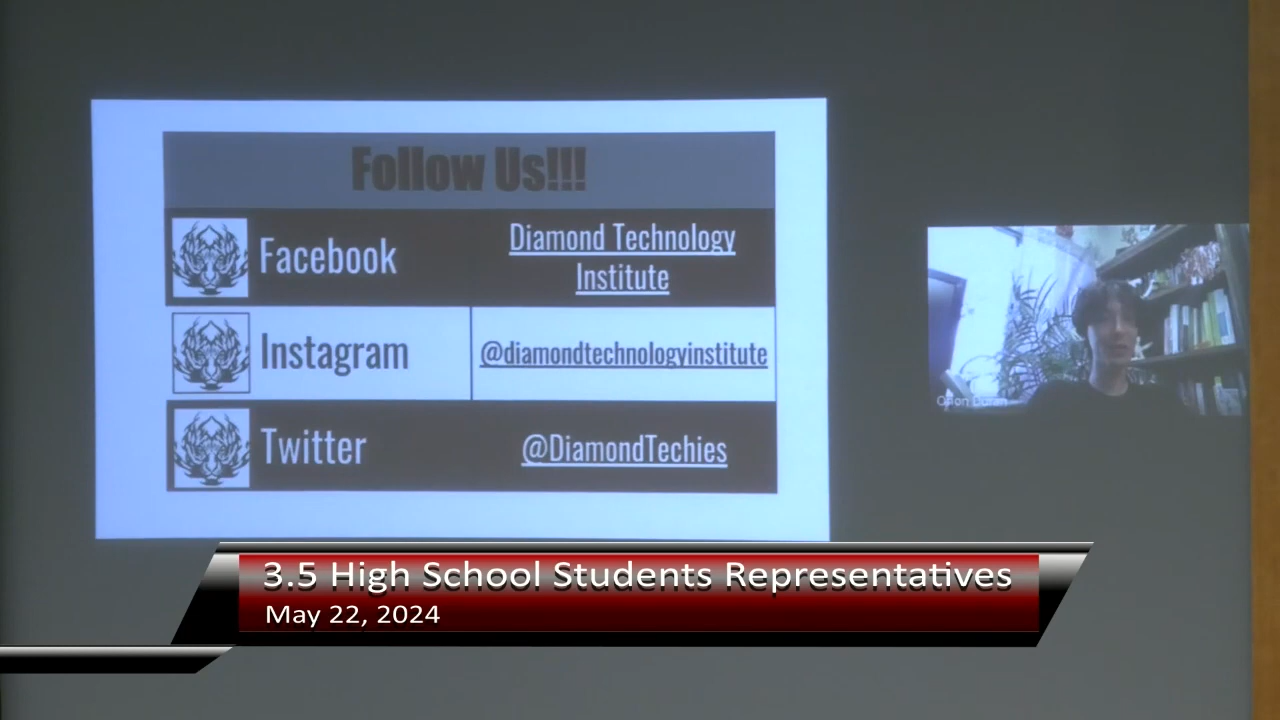 Follow Us!!!
Facebook
Diamond Technology
Institute
Instagram
@diamondtechnologyinstitute
Twitter
@DiamondTechies
Duran
3.5 High School Students Representatives
May 22, 2024